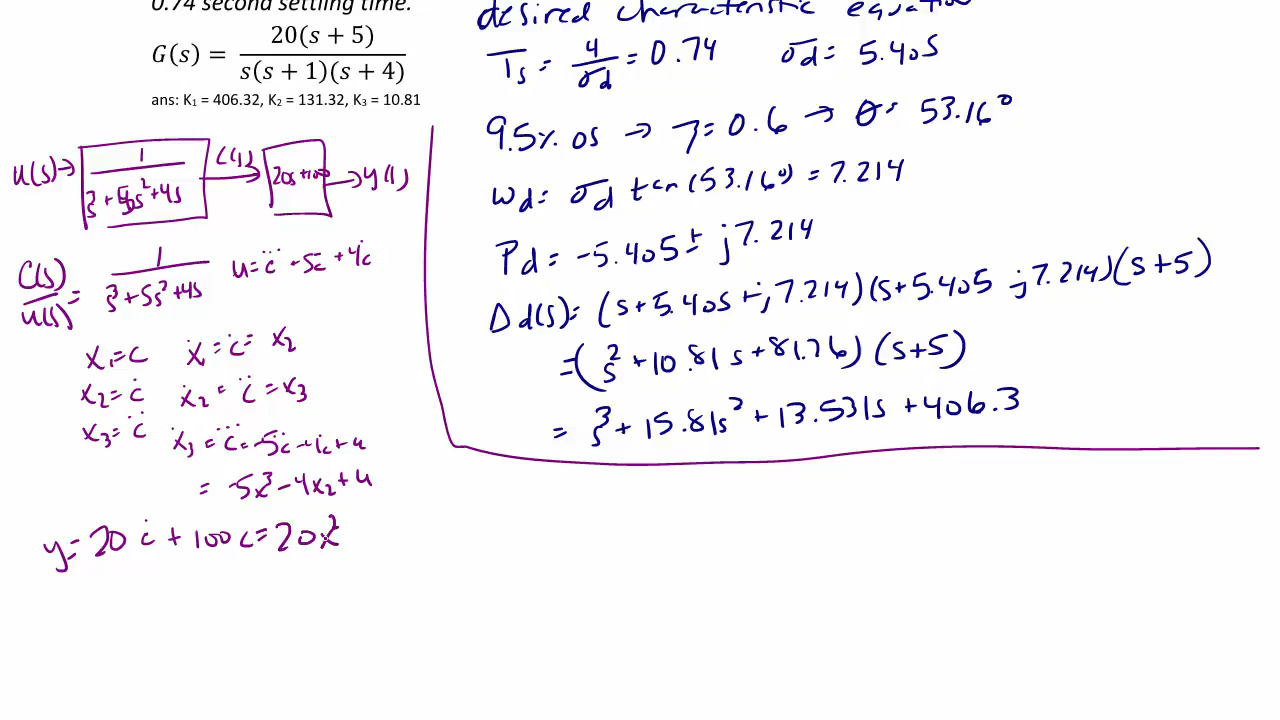 0.74 second settling time.
G(s) = 20(s + 5) / s(s + 1)(s + 4)
ans: K₁ = 406.32, K₂ = 131.32, K₃ = 10.81
u(s) → 1 / s³ + 5s² + 4s C(s) → 20s+100 → y(s)
C(s)/u(s) = 1 / s³+5s²+4s u = c⃛ + 5c̈ + 4ċ
x₁ = c ẋ₁ = ċ = x₂
x₂ = ċ ẋ₂ = c̈ = x₃
x₃ = c̈ ẋ₃ = c⃛ = -5c̈ - 4ċ + u
= -5x₃ - 4x₂ + u
y = 20ċ + 100c = 20x₂
desired characteristic equation
Ts = 4/σd = 0.74 σd = 5.405
9.5% OS → ζ = 0.6 → θ = 53.16°
ωd = σd tan(53.16°) = 7.214
Pd = -5.405 ± j7.214
Δd(s) = (s+5.405 + j7.214)(s+5.405 j7.214)(s+5)
= (s² + 10.81s + 81.26)(s+5)
= s³ + 15.81s² + 13.531s + 406.3